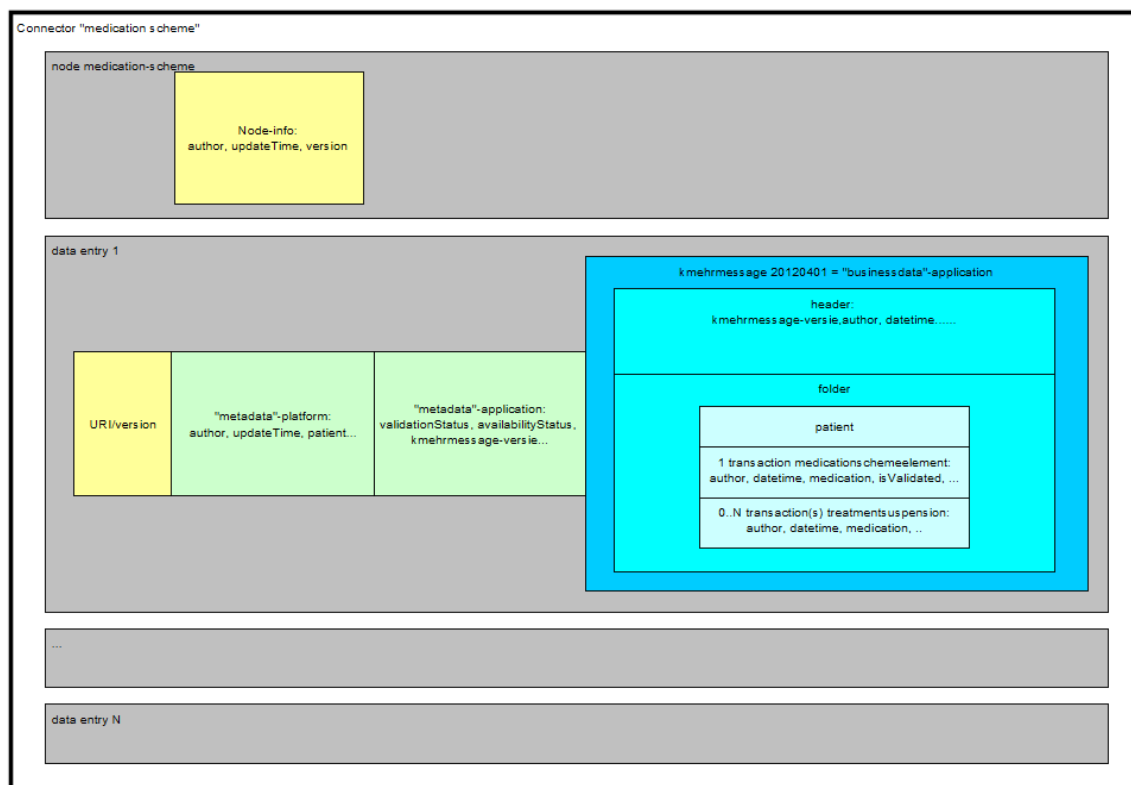 Connector "medication scheme"
node medication-scheme
Node-info:
author, updateTime, version
data entry 1
kmehrmessage 20120401 = "businessdata"-application
header:
kmehrmessage-versie,author, datetime......
folder
URI/version
"metadata"-platform:
author, updateTime, patient...
"metadata"-application:
validationStatus, availabilityStatus,
kmehrmessage-versie...
patient
1 transaction medicationschemeelement:
author, datetime, medication, isValidated, ...
0..N transaction(s) treatmentsuspension:
author, datetime, medication, ..
...
data entry N